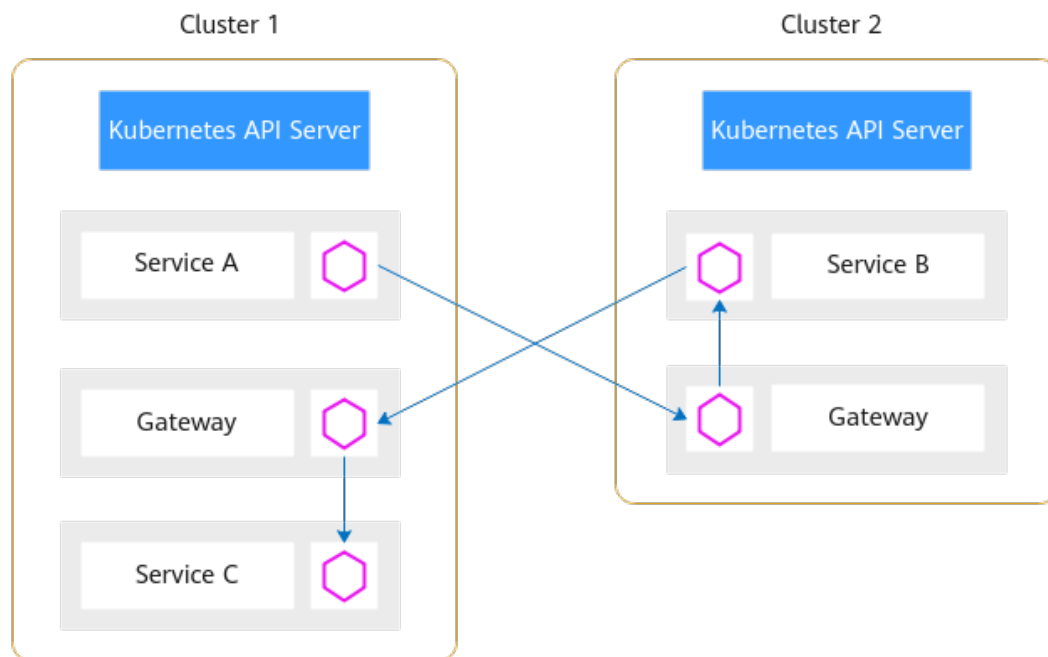 Cluster 1
Cluster 2
Kubernetes API Server
Kubernetes API Server
Service A
Service B
Gateway
Gateway
Service C